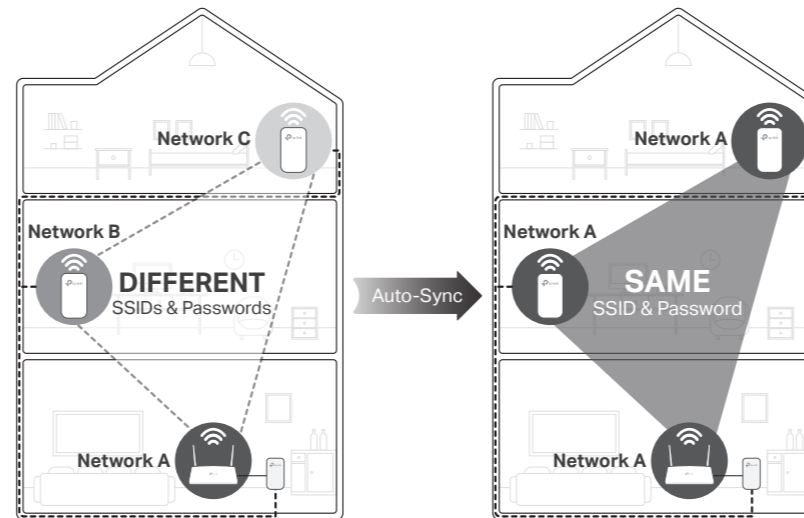 Network C
Network B
DIFFERENT
SSIDs & Passwords
Network A
Auto-Sync
Network A
Network A
SAME
SSID & Password
Network A